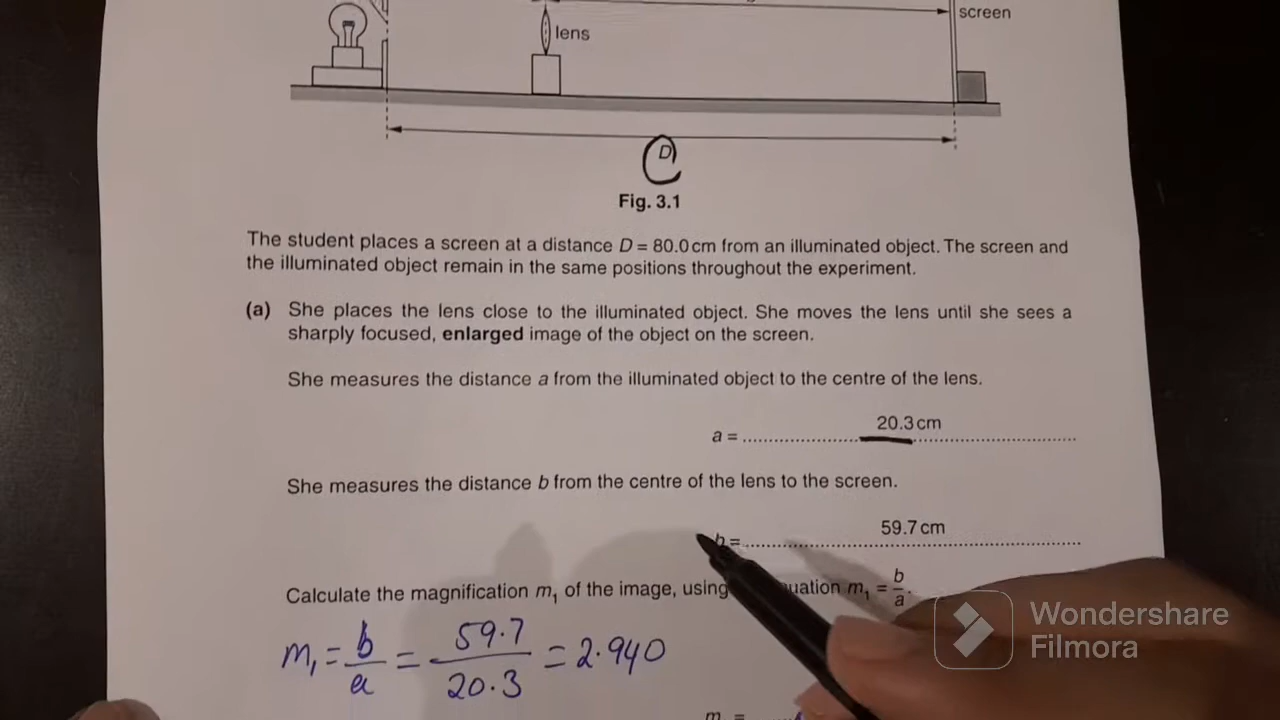 screen
lens
D
Fig. 3.1
The student places a screen at a distance D = 80.0 cm from an illuminated object. The screen and
the illuminated object remain in the same positions throughout the experiment.
(a) She places the lens close to the illuminated object. She moves the lens until she sees a
sharply focused, enlarged image of the object on the screen.
She measures the distance a from the illuminated object to the centre of the lens.
a = 20.3 cm
She measures the distance b from the centre of the lens to the screen.
b = 59.7 cm
Calculate the magnification m₁ of the image, using equation m₁ = b/a.
m₁ = b/a = 59.7/20.3 = 2.940
Wondershare
Filmora